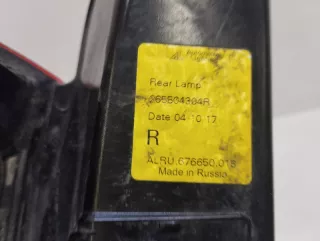 Rear Lamp
265504384R
Date 04 10 17
R
ALRU.676650.018
Made in Russia